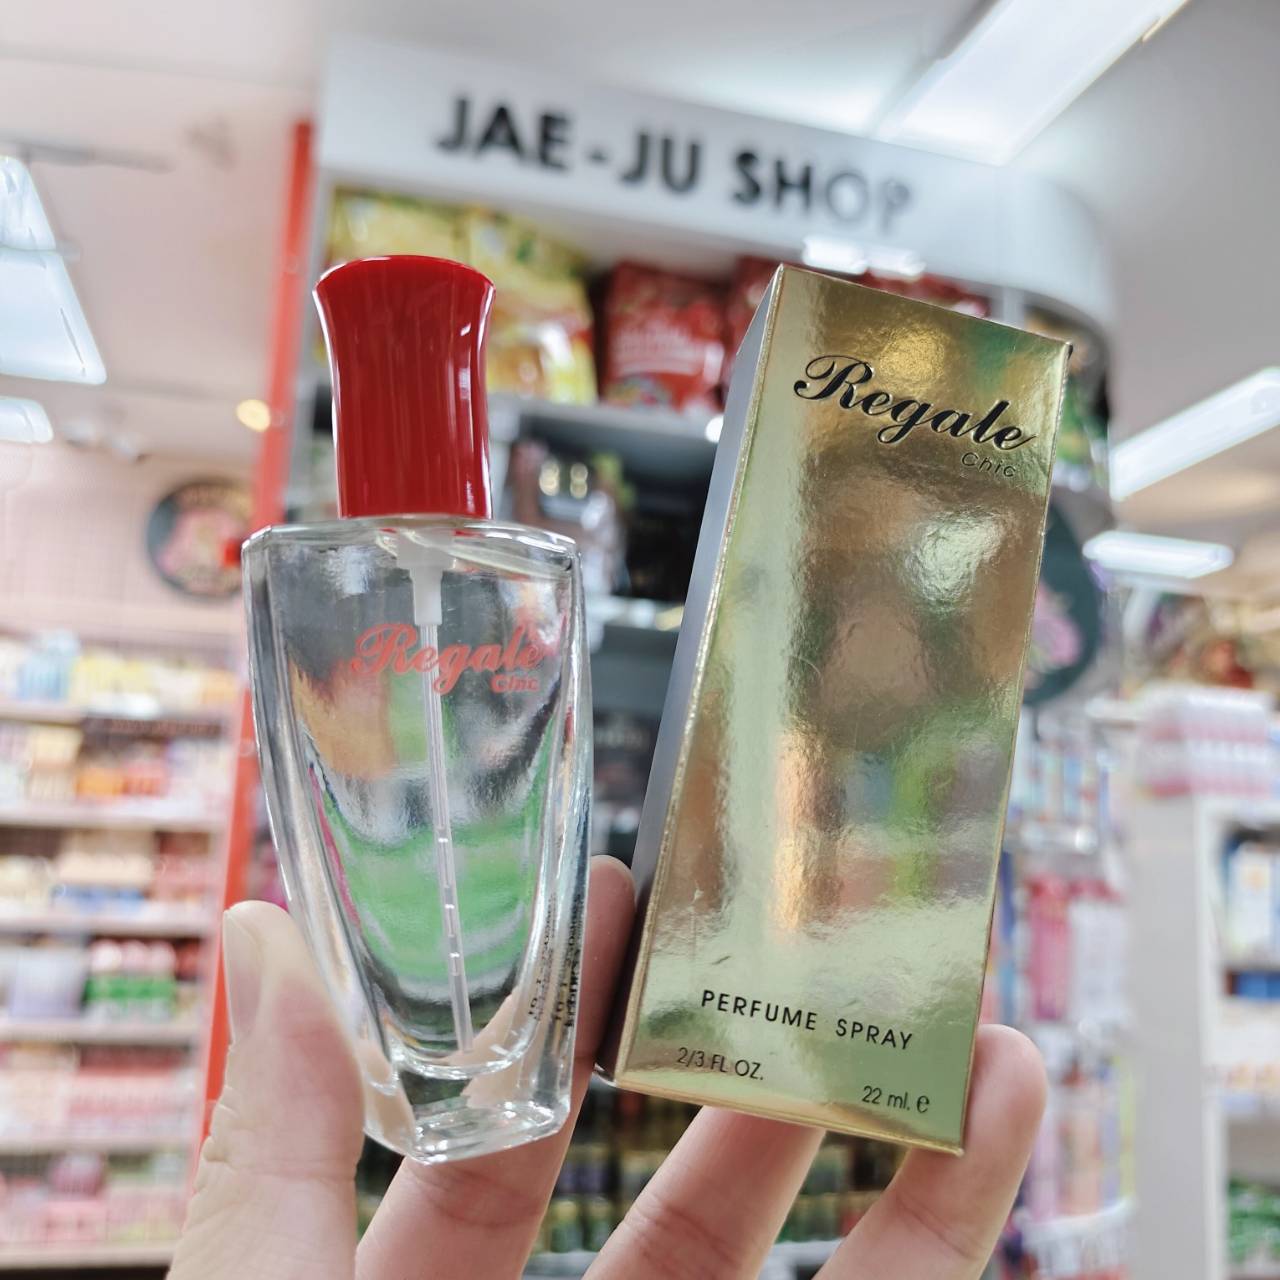 JAE-JU SHOP
Regale
Chic
Regale
Chic
PERFUME SPRAY
2/3 FL OZ.
22 ml. e